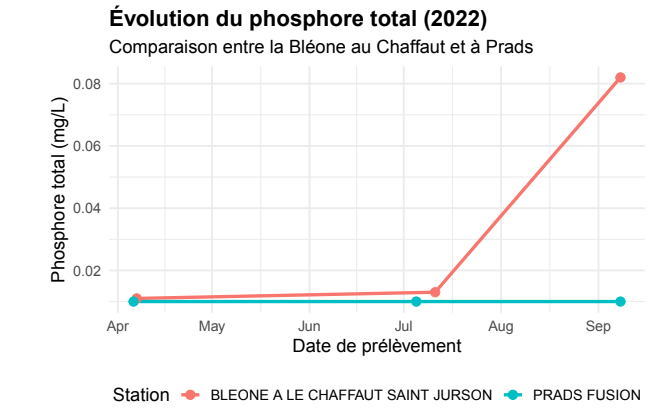 Évolution du phosphore total (2022)
Comparaison entre la Bléone au Chaffaut et à Prads
Phosphore total (mg/L)
0.08
0.06
0.04
0.02
Apr May Jun Jul Aug Sep
Date de prélèvement
Station BLEONE A LE CHAFFAUT SAINT JURSON PRADS FUSION